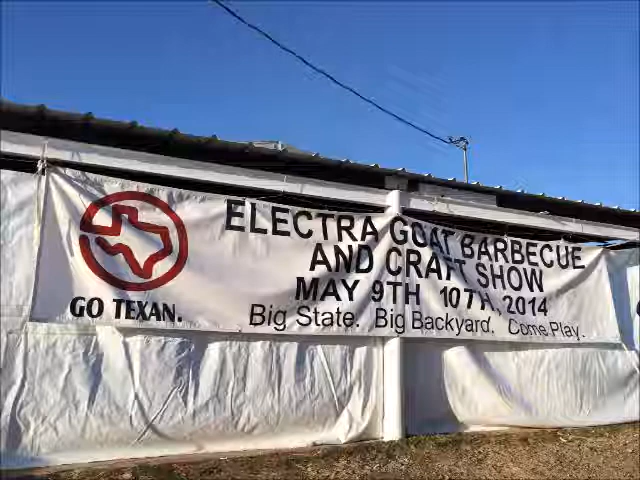 ELECTRA GOAT BARBECUE
AND CRAFT SHOW
MAY 9TH 10TH, 2014
Big State. Big Backyard. Come Play.
GO TEXAN.